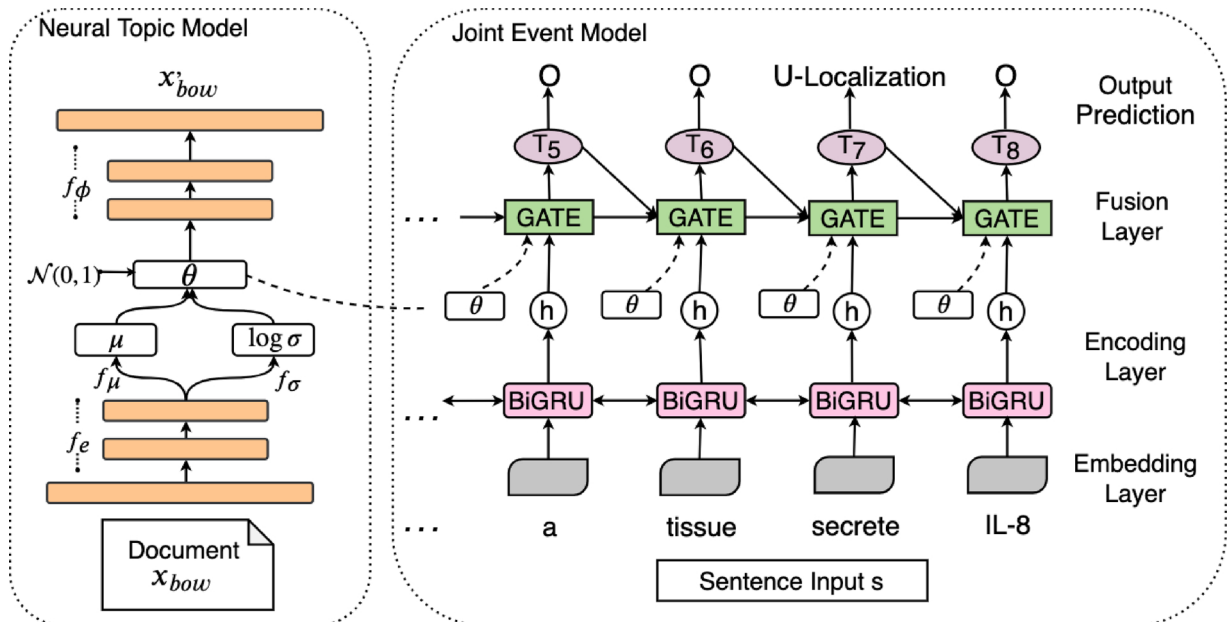 Neural Topic Model
x'bow
fϕ
N(0,1)
θ
μ
log σ
fμ
fσ
fe
Document
xbow
Joint Event Model
O
O
U-Localization
O
Output
Prediction
T5
T6
T7
T8
...
GATE
GATE
GATE
GATE
Fusion
Layer
θ
h
θ
h
θ
h
θ
h
Encoding
Layer
...
BiGRU
BiGRU
BiGRU
BiGRU
Embedding
Layer
...
a
tissue
secrete
IL-8
Sentence Input s